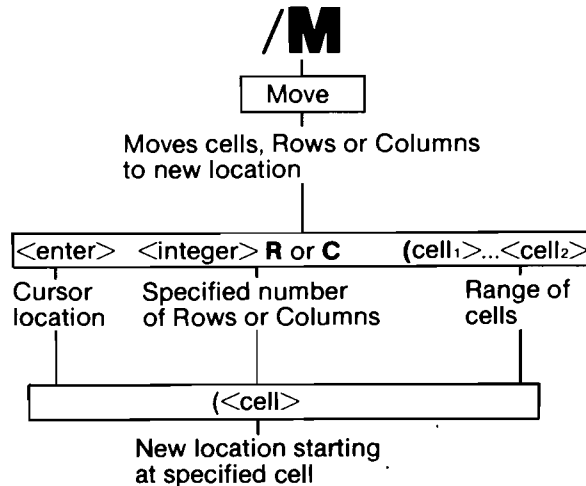 /M
Move
Moves cells, Rows or Columns
to new location
<enter> <integer> R or C (cell₁>...<cell₂>
Cursor
location
Specified number
of Rows or Columns
Range of
cells
(<cell>
New location starting
at specified cell